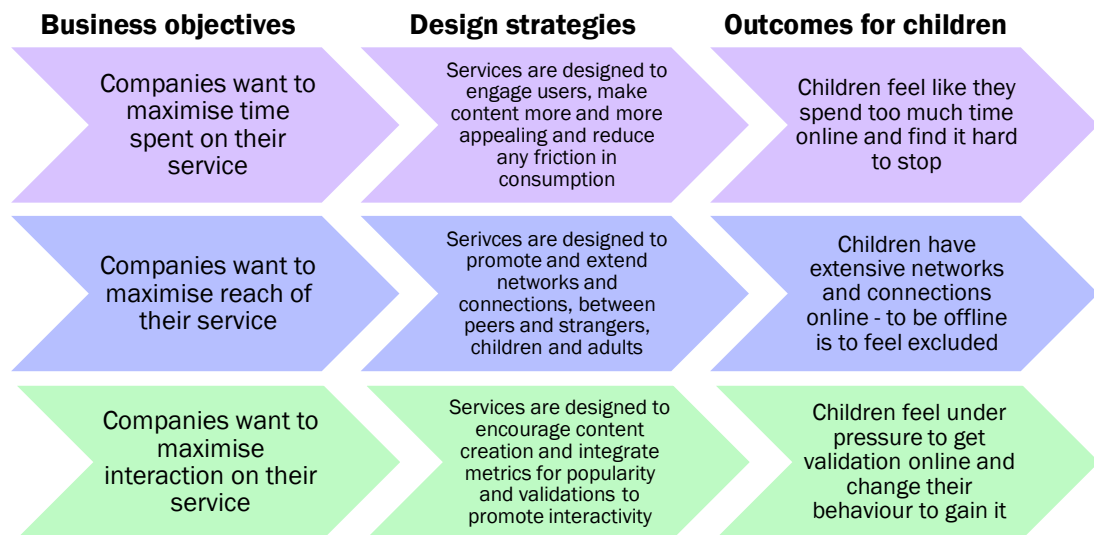 Business objectives
Design strategies
Outcomes for children
Companies want to
maximise time
spent on their
service
Services are designed to
engage users, make
content more and more
appealing and reduce
any friction in
consumption
Children feel like they
spend too much time
online and find it hard
to stop
Companies want to
maximise reach of
their service
Serivces are designed to
promote and extend
networks and
connections, between
peers and strangers,
children and adults
Children have
extensive networks
and connections
online - to be offline
is to feel excluded
Companies want to
maximise
interaction on their
service
Services are designed to
encourage content
creation and integrate
metrics for popularity
and validations to
promote interactivity
Children feel under
pressure to get
validation online and
change their
behaviour to gain it